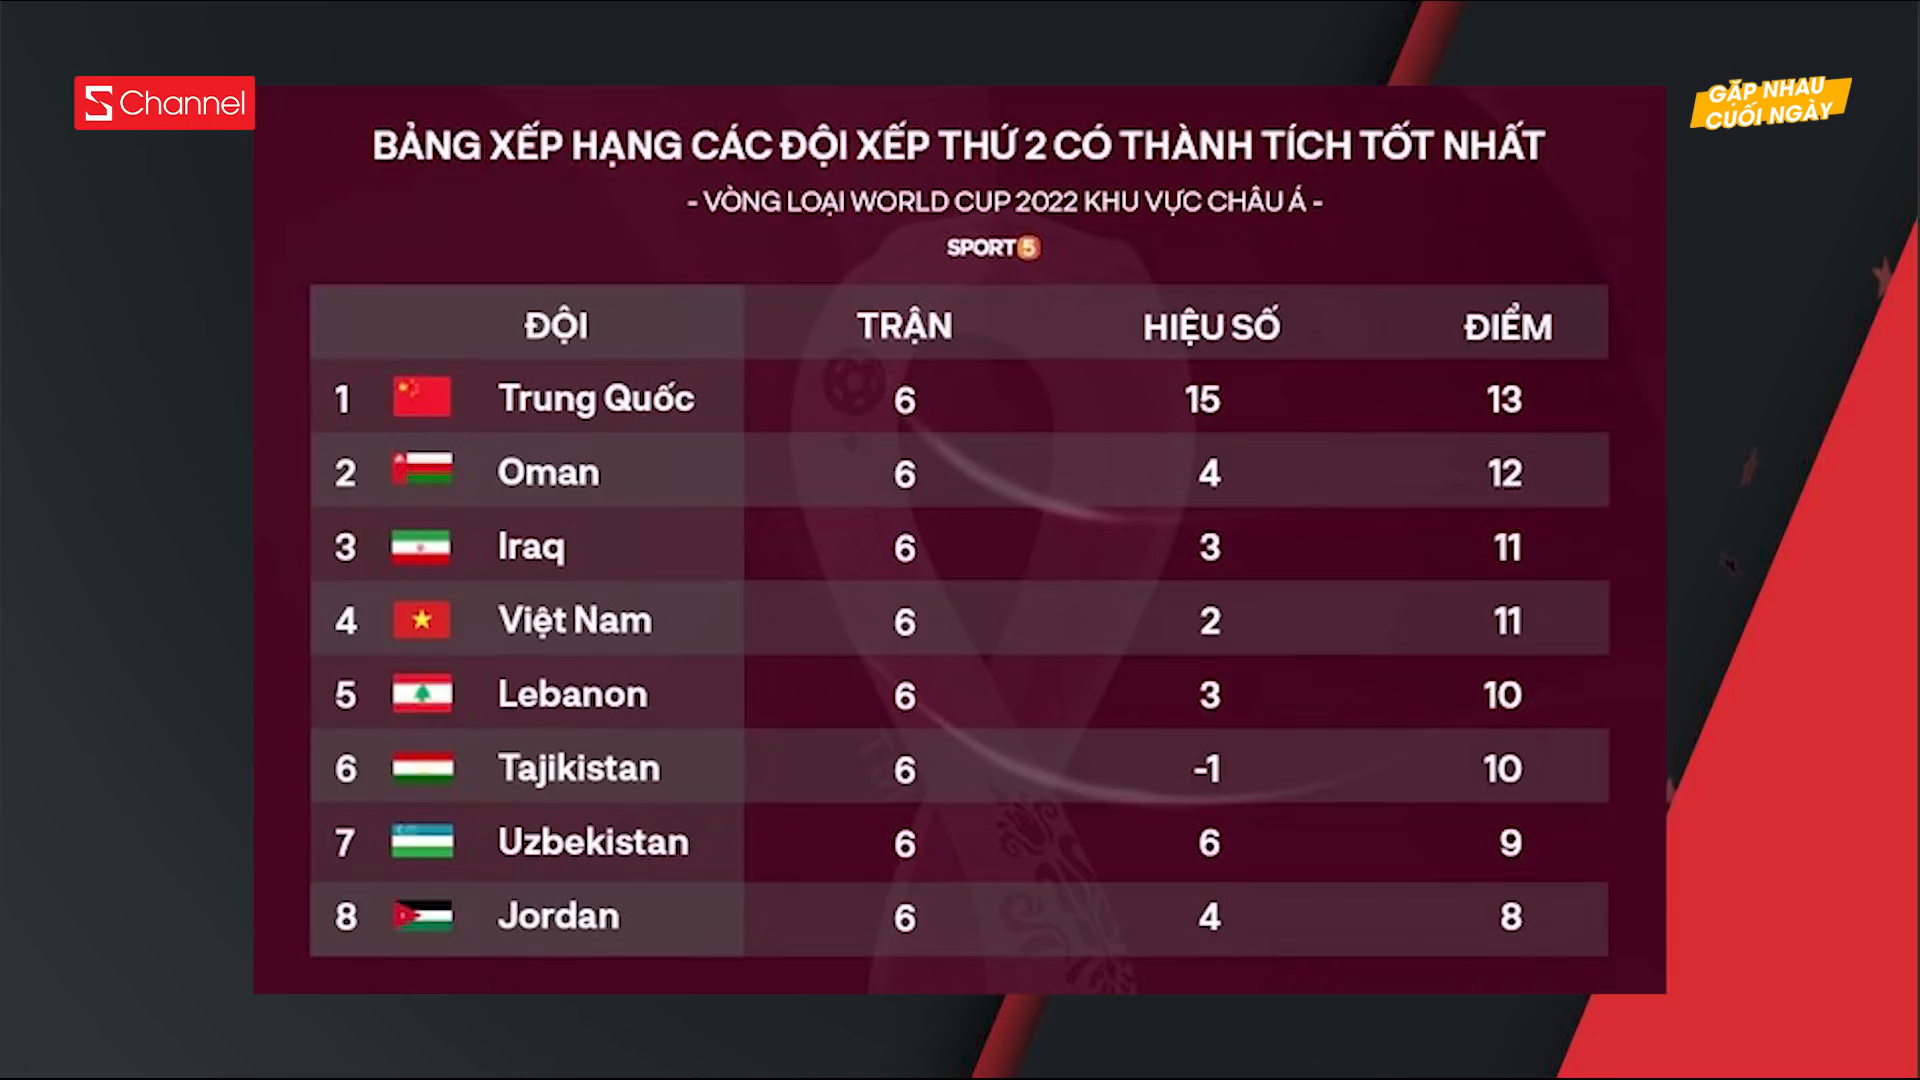 S Channel
GẶP NHAU
CUỐI NGÀY
BẢNG XẾP HẠNG CÁC ĐỘI XẾP THỨ 2 CÓ THÀNH TÍCH TỐT NHẤT
- VÒNG LOẠI WORLD CUP 2022 KHU VỰC CHÂU Á -
SPORT5
ĐỘI TRẬN HIỆU SỐ ĐIỂM
1 Trung Quốc 6 15 13
2 Oman 6 4 12
3 Iraq 6 3 11
4 Việt Nam 6 2 11
5 Lebanon 6 3 10
6 Tajikistan 6 -1 10
7 Uzbekistan 6 6 9
8 Jordan 6 4 8